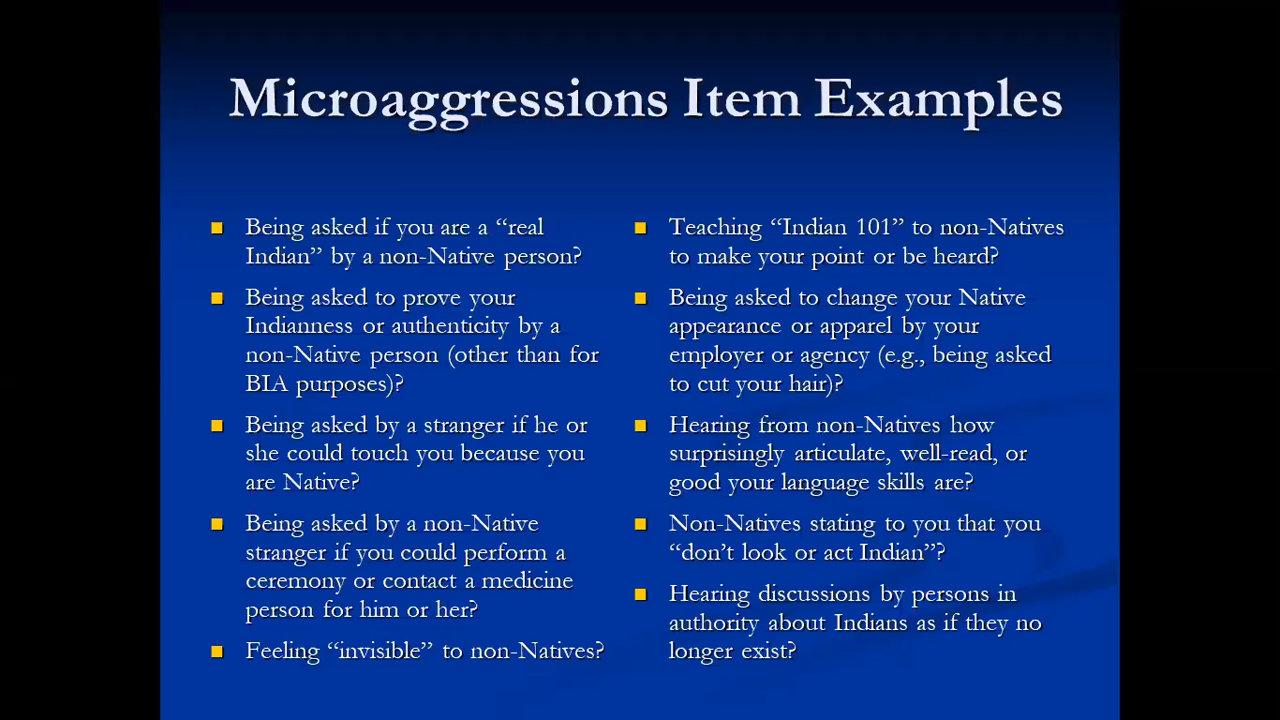 Microaggressions Item Examples
Being asked if you are a “real
Indian” by a non-Native person?
Being asked to prove your
Indianness or authenticity by a
non-Native person (other than for
BIA purposes)?
Being asked by a stranger if he or
she could touch you because you
are Native?
Being asked by a non-Native
stranger if you could perform a
ceremony or contact a medicine
person for him or her?
Feeling “invisible” to non-Natives?
Teaching “Indian 101” to non-Natives
to make your point or be heard?
Being asked to change your Native
appearance or apparel by your
employer or agency (e.g., being asked
to cut your hair)?
Hearing from non-Natives how
surprisingly articulate, well-read, or
good your language skills are?
Non-Natives stating to you that you
“don’t look or act Indian”?
Hearing discussions by persons in
authority about Indians as if they no
longer exist?